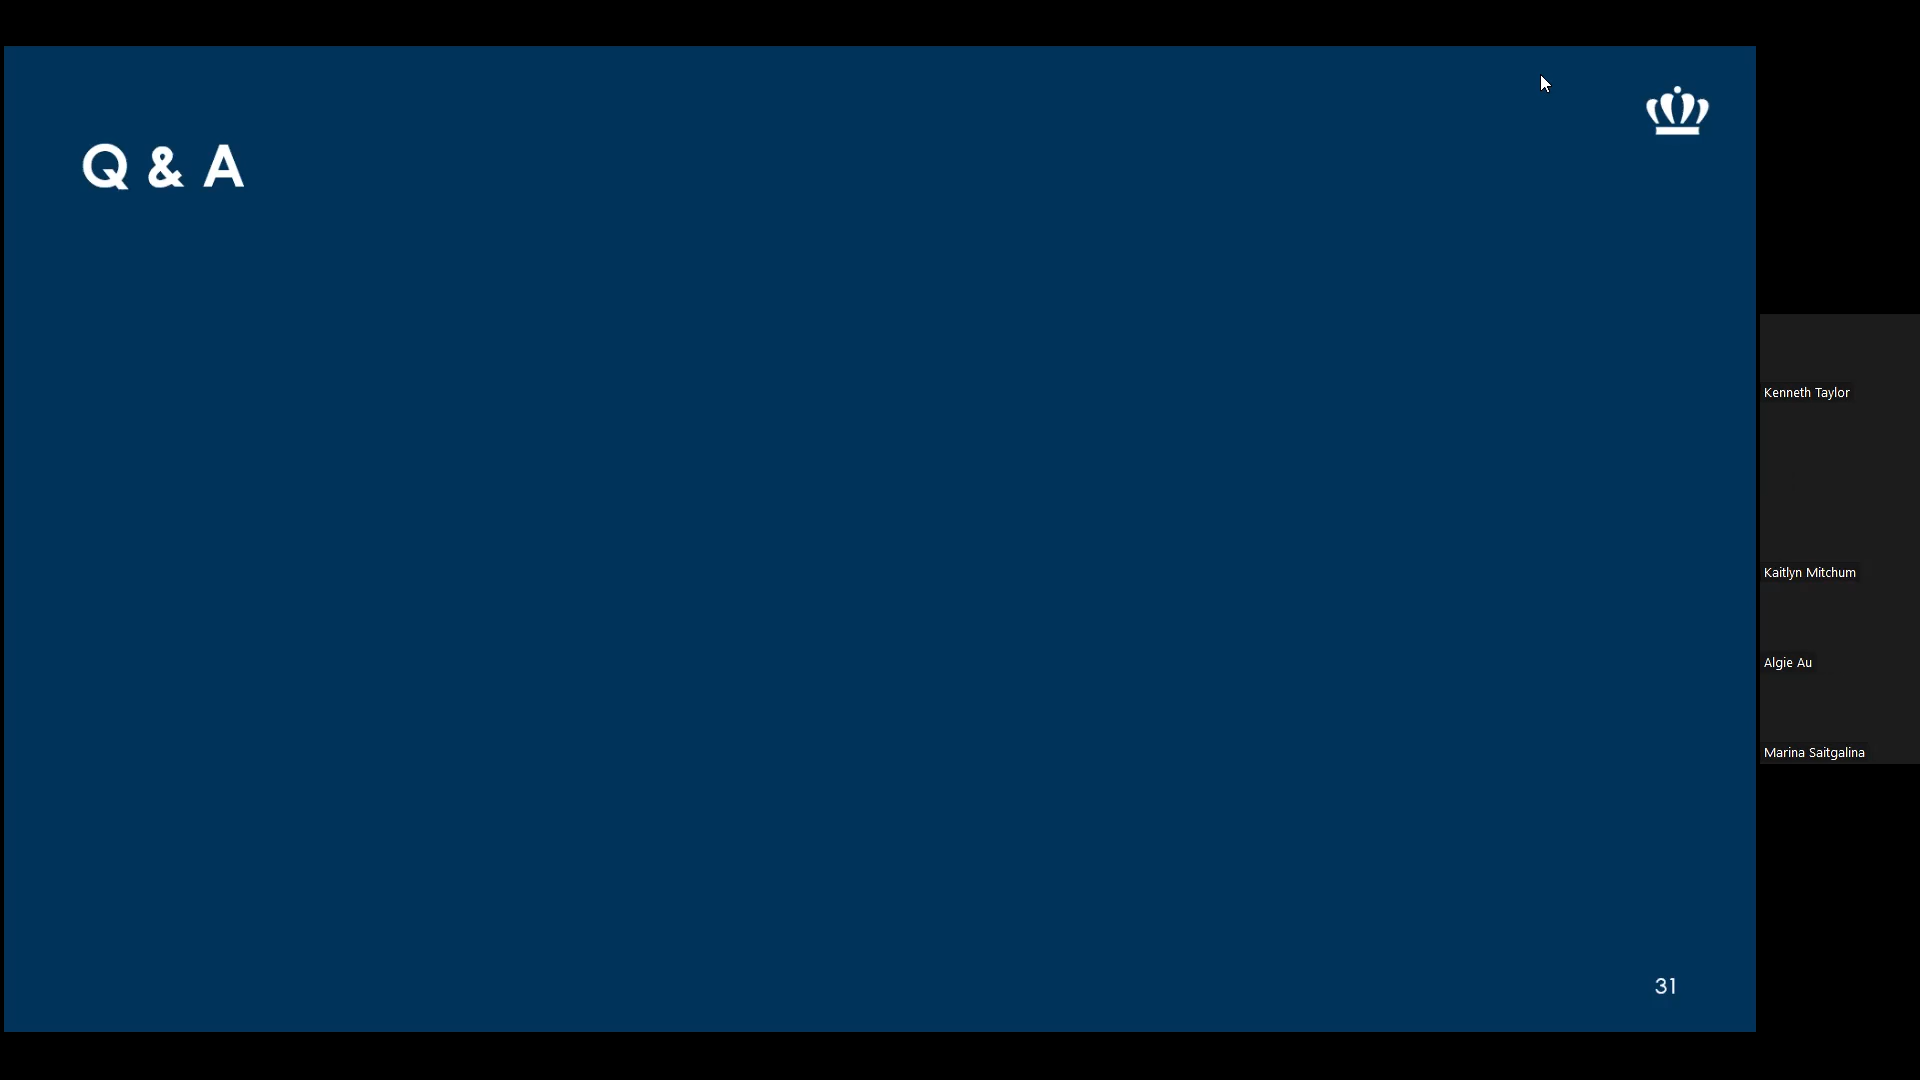 Q & A
Kenneth Taylor
Kaitlyn Mitchum
Algie Au
Marina Saitgalina
31